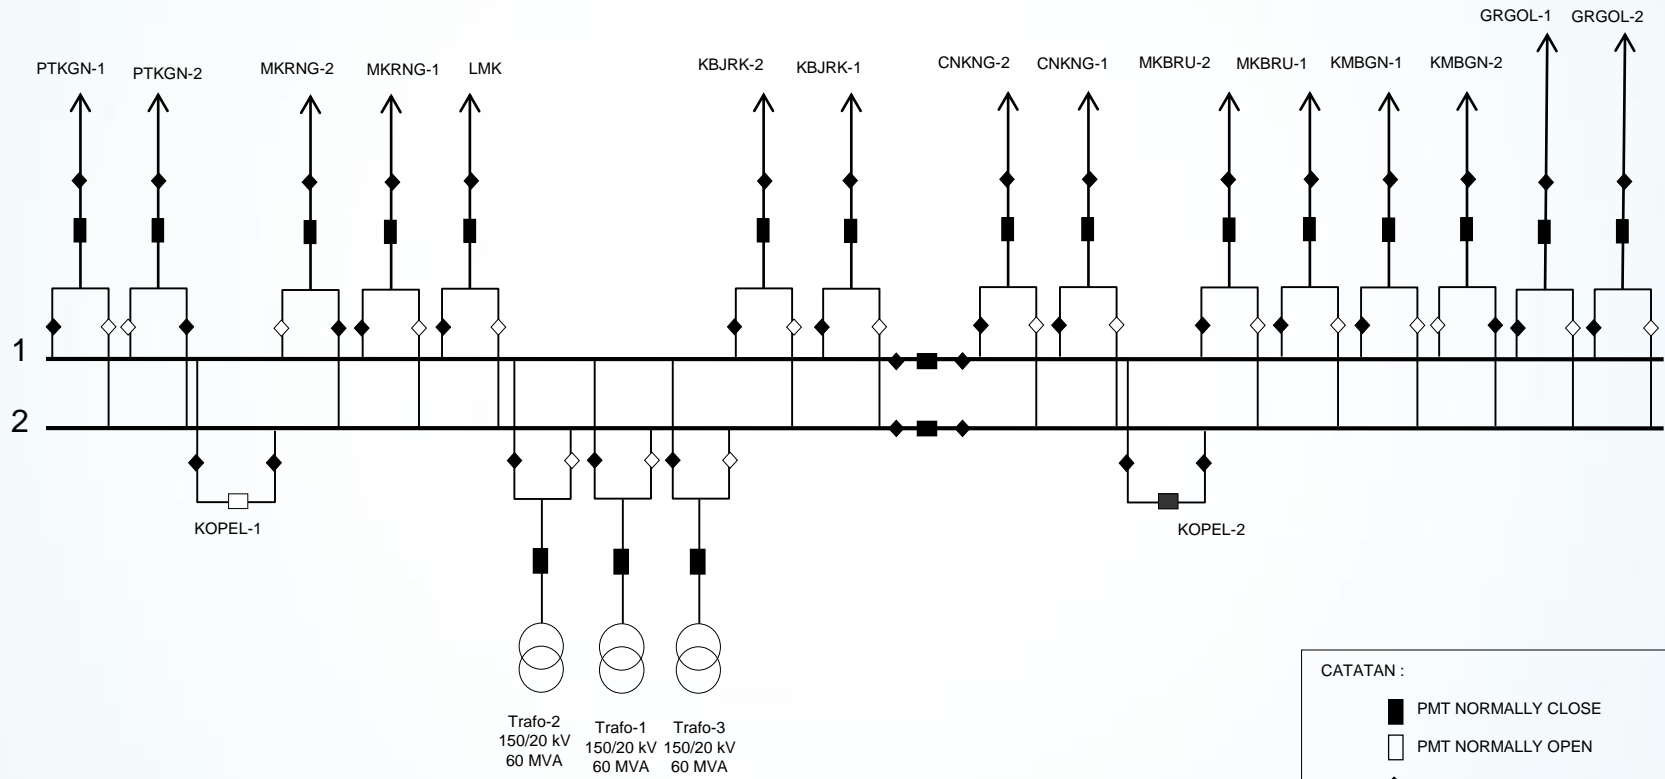 GRGOL-1
GRGOL-2
PTKGN-1
PTKGN-2
MKRNG-2
MKRNG-1
LMK
KBJRK-2
KBJRK-1
CNKNG-2
CNKNG-1
MKBRU-2
MKBRU-1
KMBGN-1
KMBGN-2
1
2
KOPEL-1
KOPEL-2
Trafo-2
150/20 kV
60 MVA
Trafo-1
150/20 kV
60 MVA
Trafo-3
150/20 kV
60 MVA
CATATAN :
PMT NORMALLY CLOSE
PMT NORMALLY OPEN